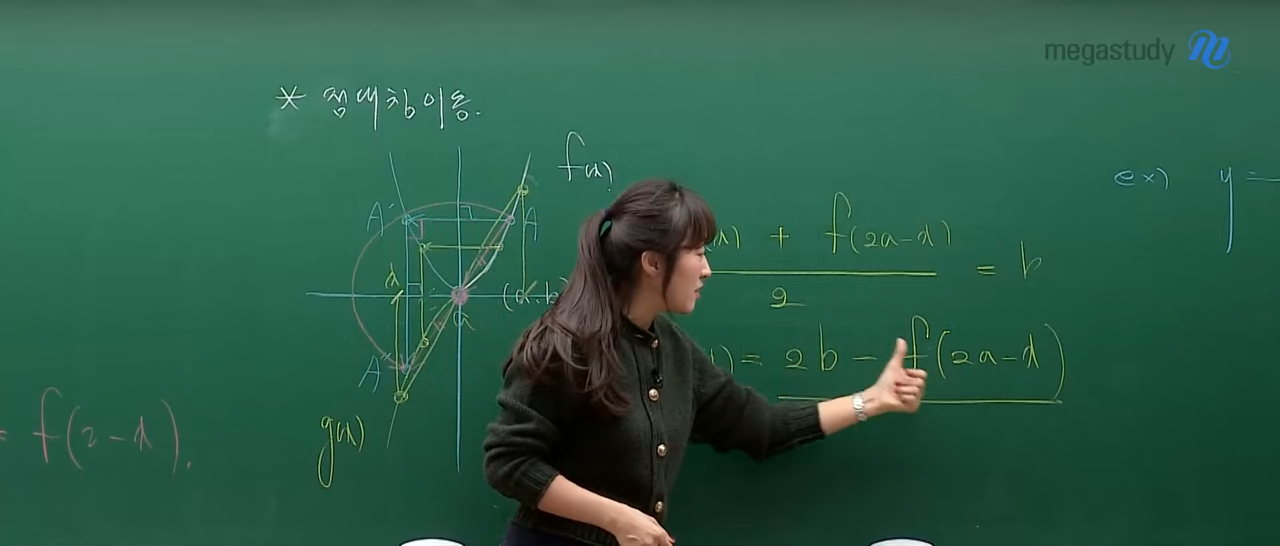 megastudy
* 점대칭이동.
f(x)
ex) y =
A' A
(x) + f(2a-x)
2
= b
x
(a.b)
a
) = 2b - f(2a-x)
A
= f(2-x).
g(x)